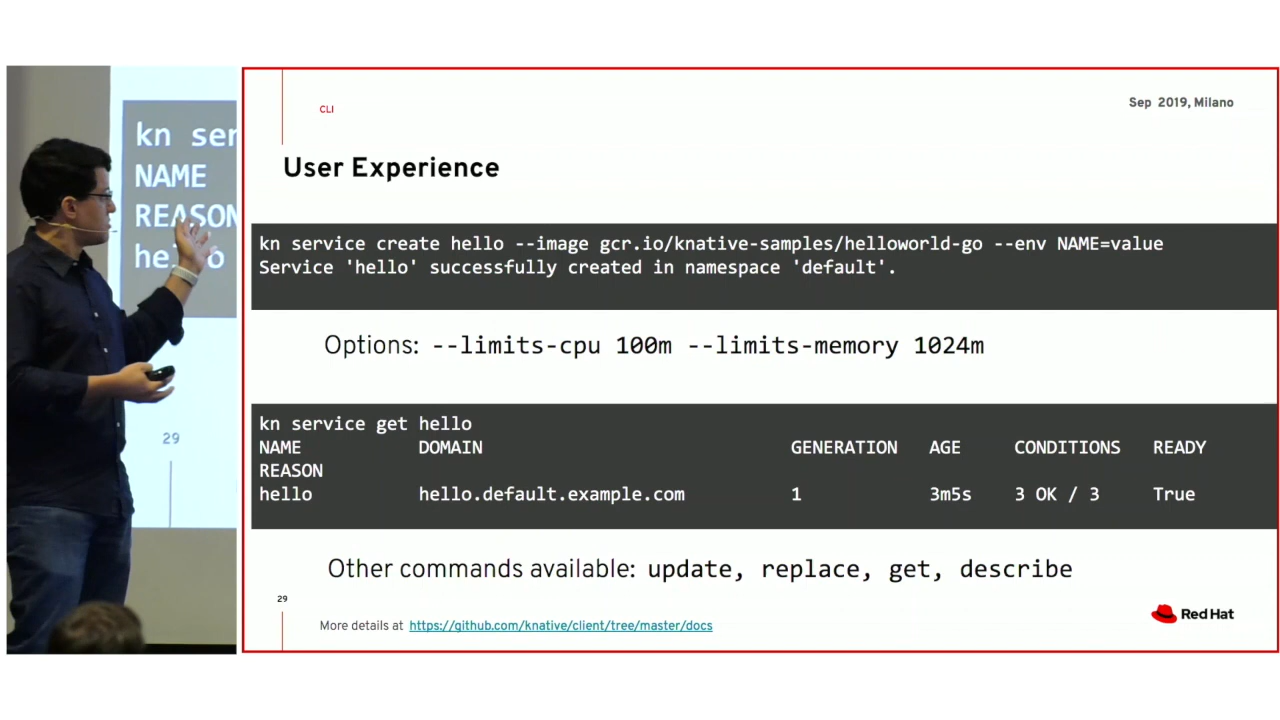 kn ser
NAME
REASON
he lo
29
CLI
Sep 2019, Milano
User Experience
kn service create hello --image gcr.io/knative-samples/helloworld-go --env NAME=value
Service 'hello' successfully created in namespace 'default'.
Options: --limits-cpu 100m --limits-memory 1024m
kn service get hello
NAME DOMAIN GENERATION AGE CONDITIONS READY
REASON
hello hello.default.example.com 1 3m5s 3 OK / 3 True
Other commands available: update, replace, get, describe
29
More details at https://github.com/knative/client/tree/master/docs
Red Hat